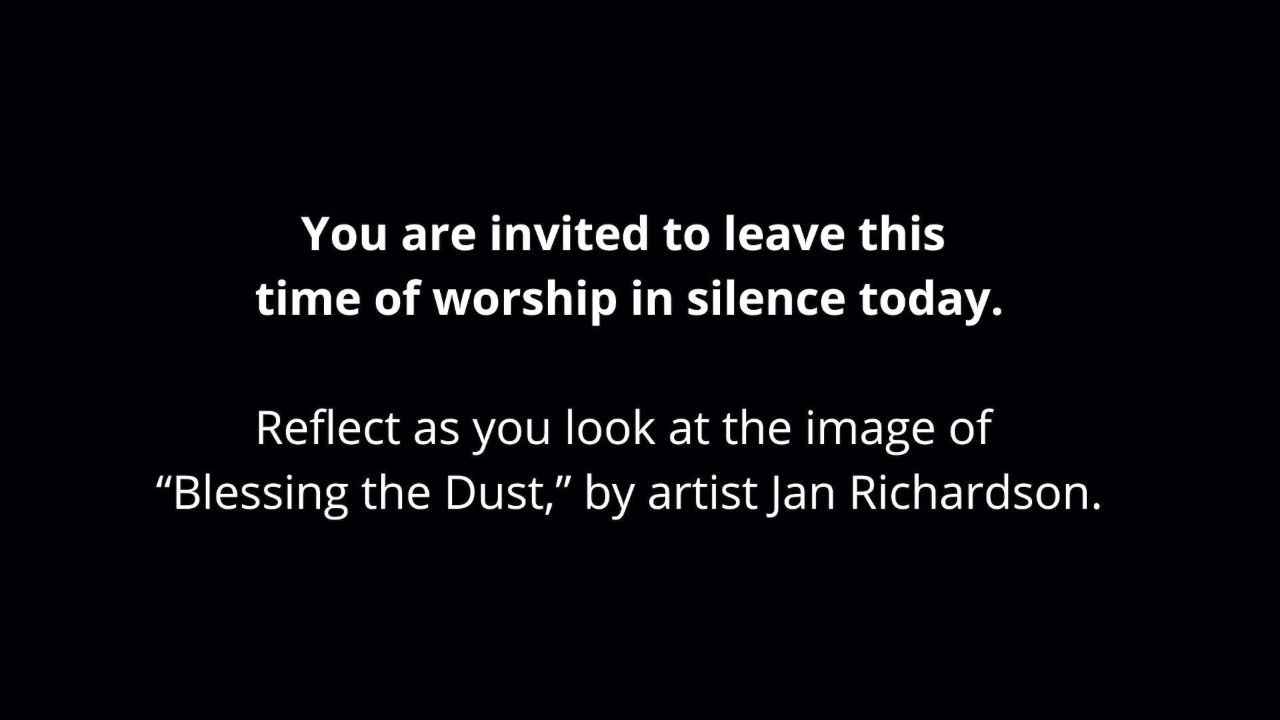 You are invited to leave this
time of worship in silence today.
Reflect as you look at the image of
“Blessing the Dust,” by artist Jan Richardson.